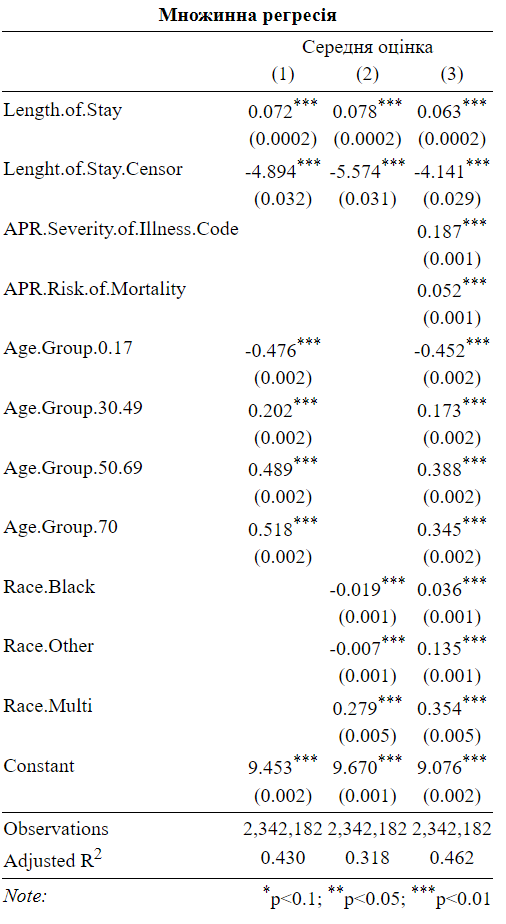 Множинна регресія
Середня оцінка
(1) (2) (3)
Length.of.Stay 0.072*** 0.078*** 0.063***
(0.0002) (0.0002) (0.0002)
Lenght.of.Stay.Censor -4.894*** -5.574*** -4.141***
(0.032) (0.031) (0.029)
APR.Severity.of.Illness.Code 0.187***
(0.001)
APR.Risk.of.Mortality 0.052***
(0.001)
Age.Group.0.17 -0.476*** -0.452***
(0.002) (0.002)
Age.Group.30.49 0.202*** 0.173***
(0.002) (0.002)
Age.Group.50.69 0.489*** 0.388***
(0.002) (0.002)
Age.Group.70 0.518*** 0.345***
(0.002) (0.002)
Race.Black -0.019*** 0.036***
(0.001) (0.001)
Race.Other -0.007*** 0.135***
(0.001) (0.001)
Race.Multi 0.279*** 0.354***
(0.005) (0.005)
Constant 9.453*** 9.670*** 9.076***
(0.002) (0.001) (0.002)
Observations 2,342,182 2,342,182 2,342,182
Adjusted R2 0.430 0.318 0.462
Note: *p<0.1; **p<0.05; ***p<0.01